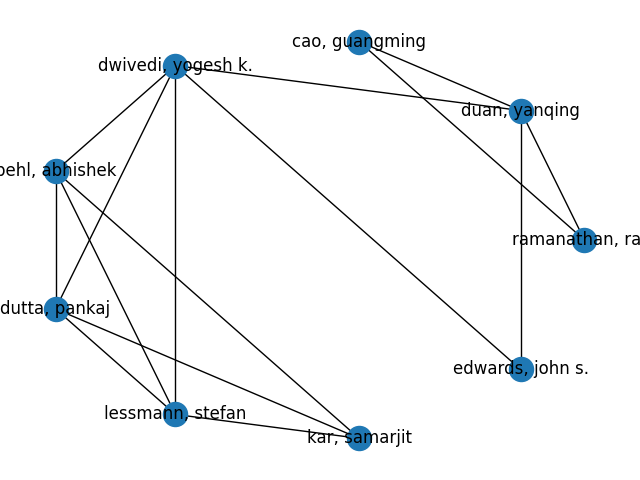 cao, guangming
dwivedi, yogesh k.
duan, yanqing
behl, abhishek
ramanathan, ra
dutta, pankaj
edwards, john s.
lessmann, stefan
kar, samarjit